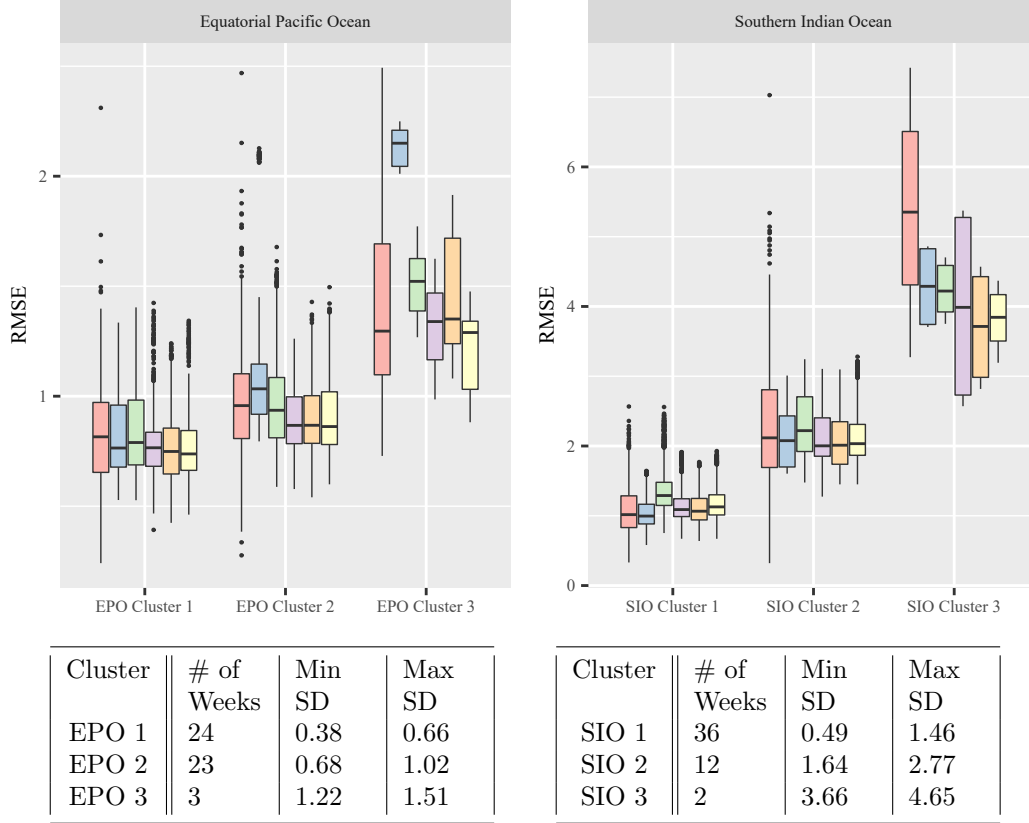 Equatorial Pacific Ocean
RMSE
2
1
EPO Cluster 1 EPO Cluster 2 EPO Cluster 3
Southern Indian Ocean
RMSE
6
4
2
0
SIO Cluster 1 SIO Cluster 2 SIO Cluster 3
Cluster # of Min Max
Weeks SD SD
EPO 1 24 0.38 0.66
EPO 2 23 0.68 1.02
EPO 3 3 1.22 1.51
Cluster # of Min Max
Weeks SD SD
SIO 1 36 0.49 1.46
SIO 2 12 1.64 2.77
SIO 3 2 3.66 4.65